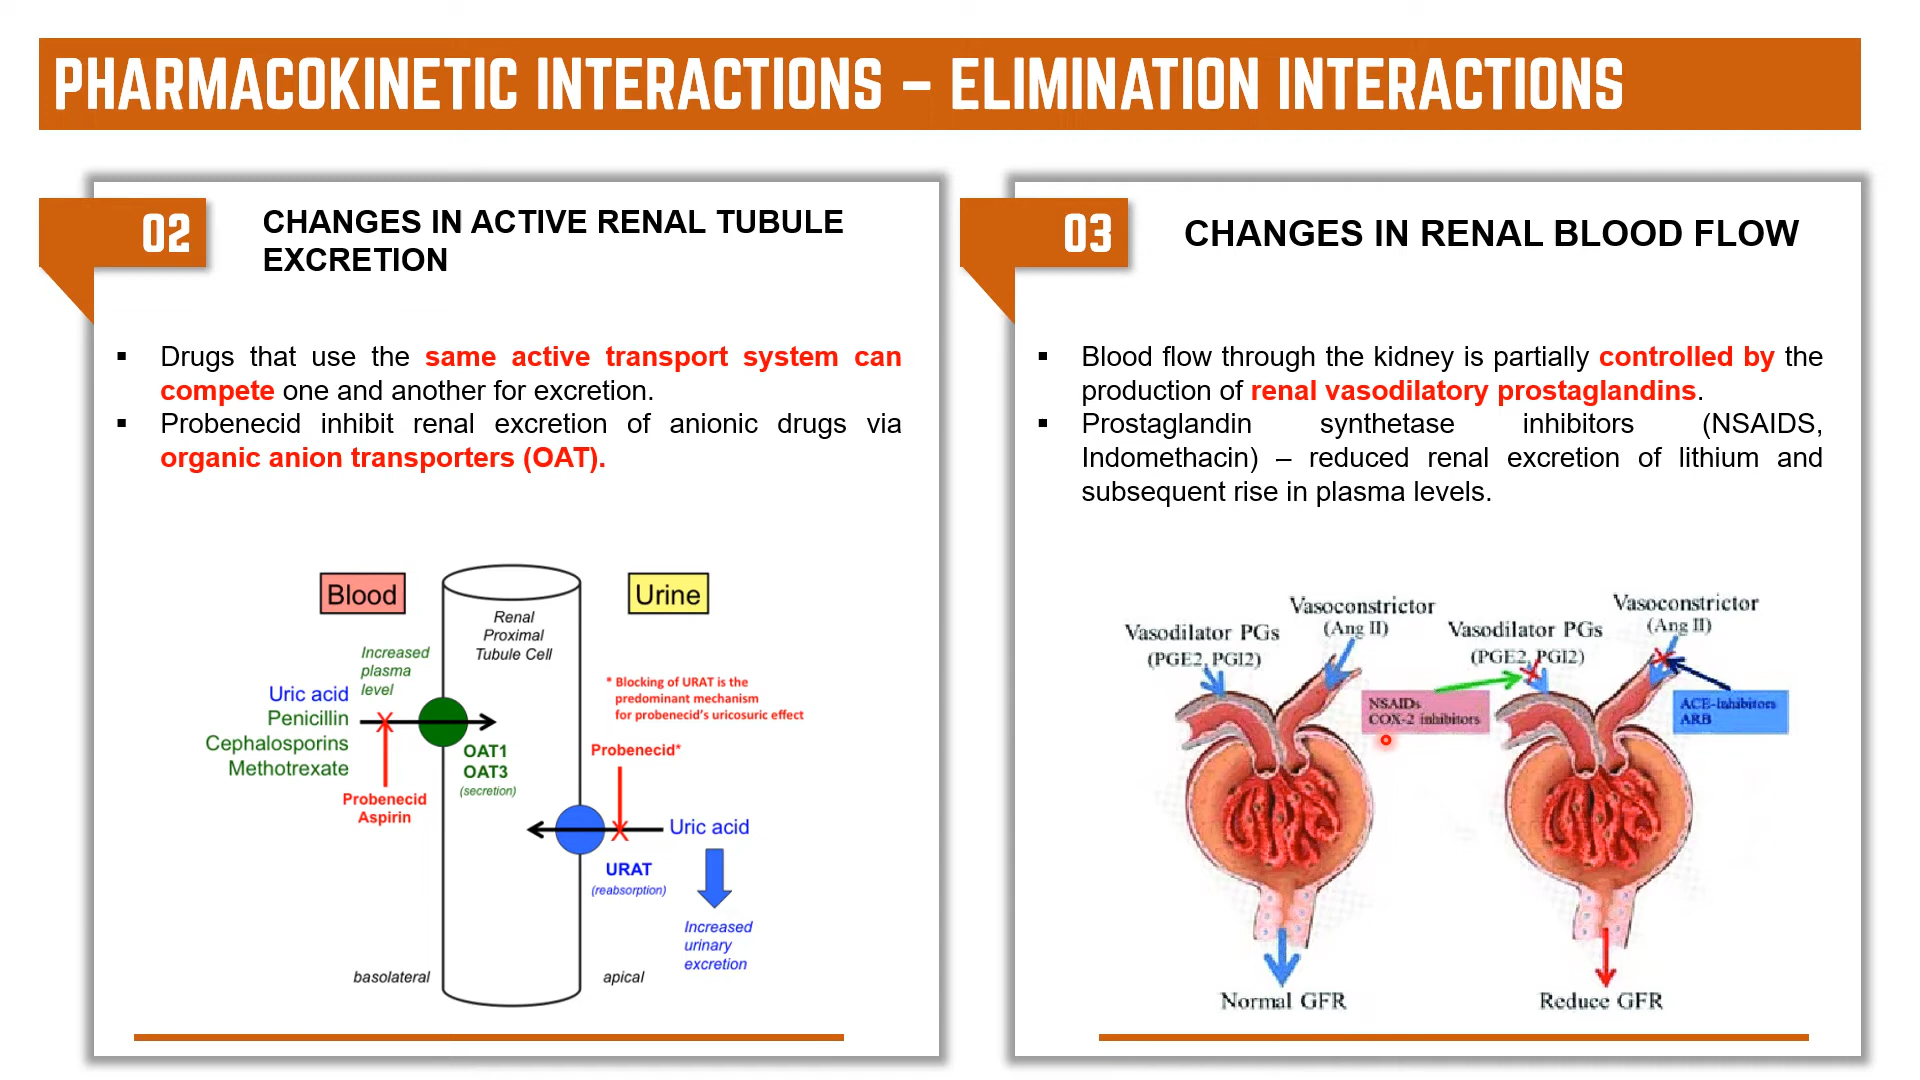 PHARMACOKINETIC INTERACTIONS – ELIMINATION INTERACTIONS
02
CHANGES IN ACTIVE RENAL TUBULE
EXCRETION
▪ Drugs that use the same active transport system can
compete one and another for excretion.
▪ Probenecid inhibit renal excretion of anionic drugs via
organic anion transporters (OAT).
Blood
Urine
Renal
Proximal
Tubule Cell
Increased
plasma
level
Uric acid
Penicillin
Cephalosporins
Methotrexate
Probenecid
Aspirin
OAT1
OAT3
(secretion)
* Blocking of URAT is the
predominant mechanism
for probenecid's uricosuric effect
Probenecid*
Uric acid
URAT
(reabsorption)
Increased
urinary
excretion
basolateral
apical
03
CHANGES IN RENAL BLOOD FLOW
▪ Blood flow through the kidney is partially controlled by the
production of renal vasodilatory prostaglandins.
▪ Prostaglandin synthetase inhibitors (NSAIDS,
Indomethacin) – reduced renal excretion of lithium and
subsequent rise in plasma levels.
Vasodilator PGs
(PGE2, PGI2)
Vasoconstrictor
(Ang II)
Vasodilator PGs
(PGE2, PGI2)
Vasoconstrictor
(Ang II)
NSAIDs
COX-2 inhibitors
ACE-Inhibitors
ARB
Normal GFR
Reduce GFR